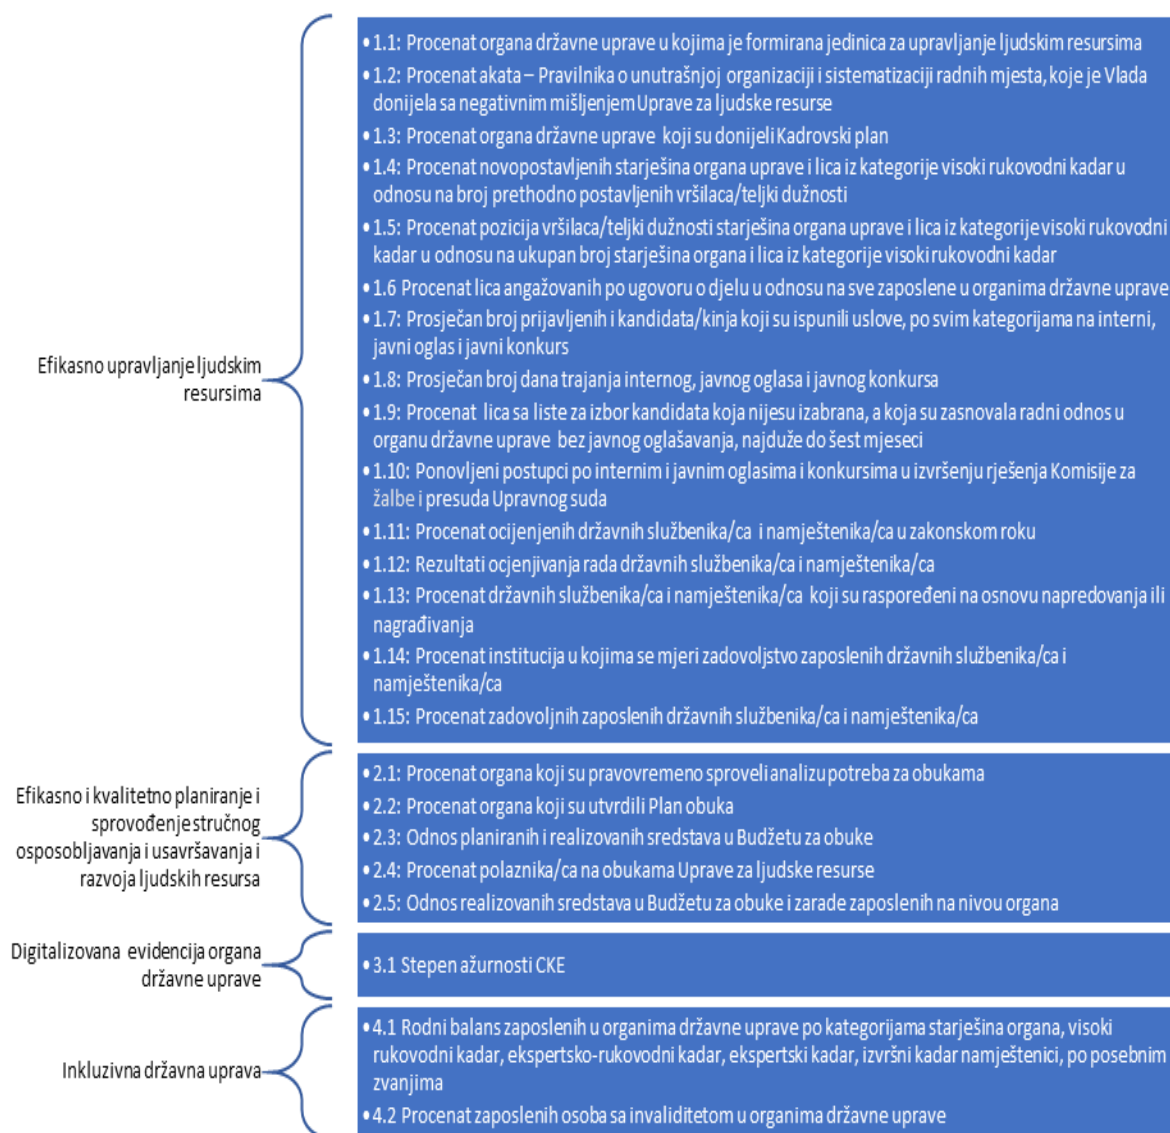 Efikasno upravljanje ljudskim
resursima
• 1.1: Procenat organa državne uprave u kojima je formirana jedinica za upravljanje ljudskim resursima
• 1.2: Procenat akata – Pravilnika o unutrašnjoj organizaciji i sistematizaciji radnih mjesta, koje je Vlada
donijela sa negativnim mišljenjem Uprave za ljudske resurse
• 1.3: Procenat organa državne uprave koji su donijeli Kadrovski plan
• 1.4: Procenat novopostavljenih starješina organa uprave i lica iz kategorije visoki rukovodni kadar u
odnosu na broj prethodno postavljenih vršilaca/teljki dužnosti
• 1.5: Procenat pozicija vršilaca/teljki dužnosti starješina organa uprave i lica iz kategorije visoki rukovodni
kadar u odnosu na ukupan broj starješina organa i lica iz kategorije visoki rukovodni kadar
• 1.6 Procenat lica angažovanih po ugovoru o djelu u odnosu na sve zaposlene u organima državne uprave
• 1.7: Prosječan broj prijavljenih i kandidata/kinja koji su ispunili uslove, po svim kategorijama na interni,
javni oglas i javni konkurs
• 1.8: Prosječan broj dana trajanja internog, javnog oglasa i javnog konkursa
• 1.9: Procenat lica sa liste za izbor kandidata koja nijesu izabrana, a koja su zasnovala radni odnos u
organu državne uprave bez javnog oglašavanja, najduže do šest mjeseci
• 1.10: Ponovljeni postupci po internim i javnim oglasima i konkursima u izvršenju rješenja Komisije za
žalbe i presuda Upravnog suda
• 1.11: Procenat ocijenjenih državnih službenika/ca i namještenika/ca u zakonskom roku
• 1.12: Rezultati ocjenjivanja rada državnih službenika/ca i namještenika/ca
• 1.13: Procenat državnih službenika/ca i namještenika/ca koji su raspoređeni na osnovu napredovanja ili
nagrađivanja
• 1.14: Procenat institucija u kojima se mjeri zadovoljstvo zaposlenih državnih službenika/ca i
namještenika/ca
• 1.15: Procenat zadovoljnih zaposlenih državnih službenika/ca i namještenika/ca
Efikasno i kvalitetno planiranje i
sprovođenje stručnog
osposobljavanja i usavršavanja i
razvoja ljudskih resursa
• 2.1: Procenat organa koji su pravovremeno sproveli analizu potreba za obukama
• 2.2: Procenat organa koji su utvrdili Plan obuka
• 2.3: Odnos planiranih i realizovanih sredstava u Budžetu za obuke
• 2.4: Procenat polaznika/ca na obukama Uprave za ljudske resurse
• 2.5: Odnos realizovanih sredstava u Budžetu za obuke i zarade zaposlenih na nivou organa
Digitalizovana evidencija organa
državne uprave
• 3.1 Stepen ažurnosti CKE
Inkluzivna državna uprava
• 4.1 Rodni balans zaposlenih u organima državne uprave po kategorijama starješina organa, visoki
rukovodni kadar, ekspertsko-rukovodni kadar, ekspertski kadar, izvršni kadar namještenici, po posebnim
zvanjima
• 4.2 Procenat zaposlenih osoba sa invaliditetom u organima državne uprave